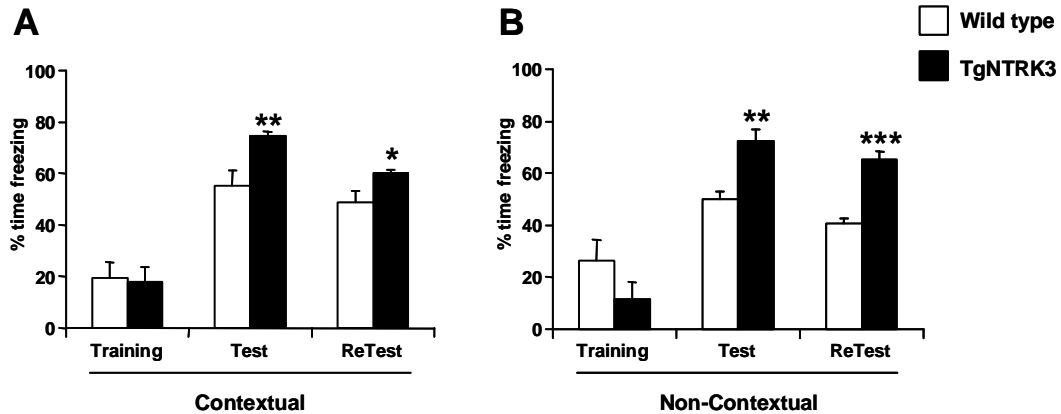 A
B
Wild type
TgNTRK3
% time freezing
100
80
60
40
20
0
**
*
Training
Test
ReTest
Contextual
% time freezing
100
80
60
40
20
0
**
***
Training
Test
ReTest
Non-Contextual